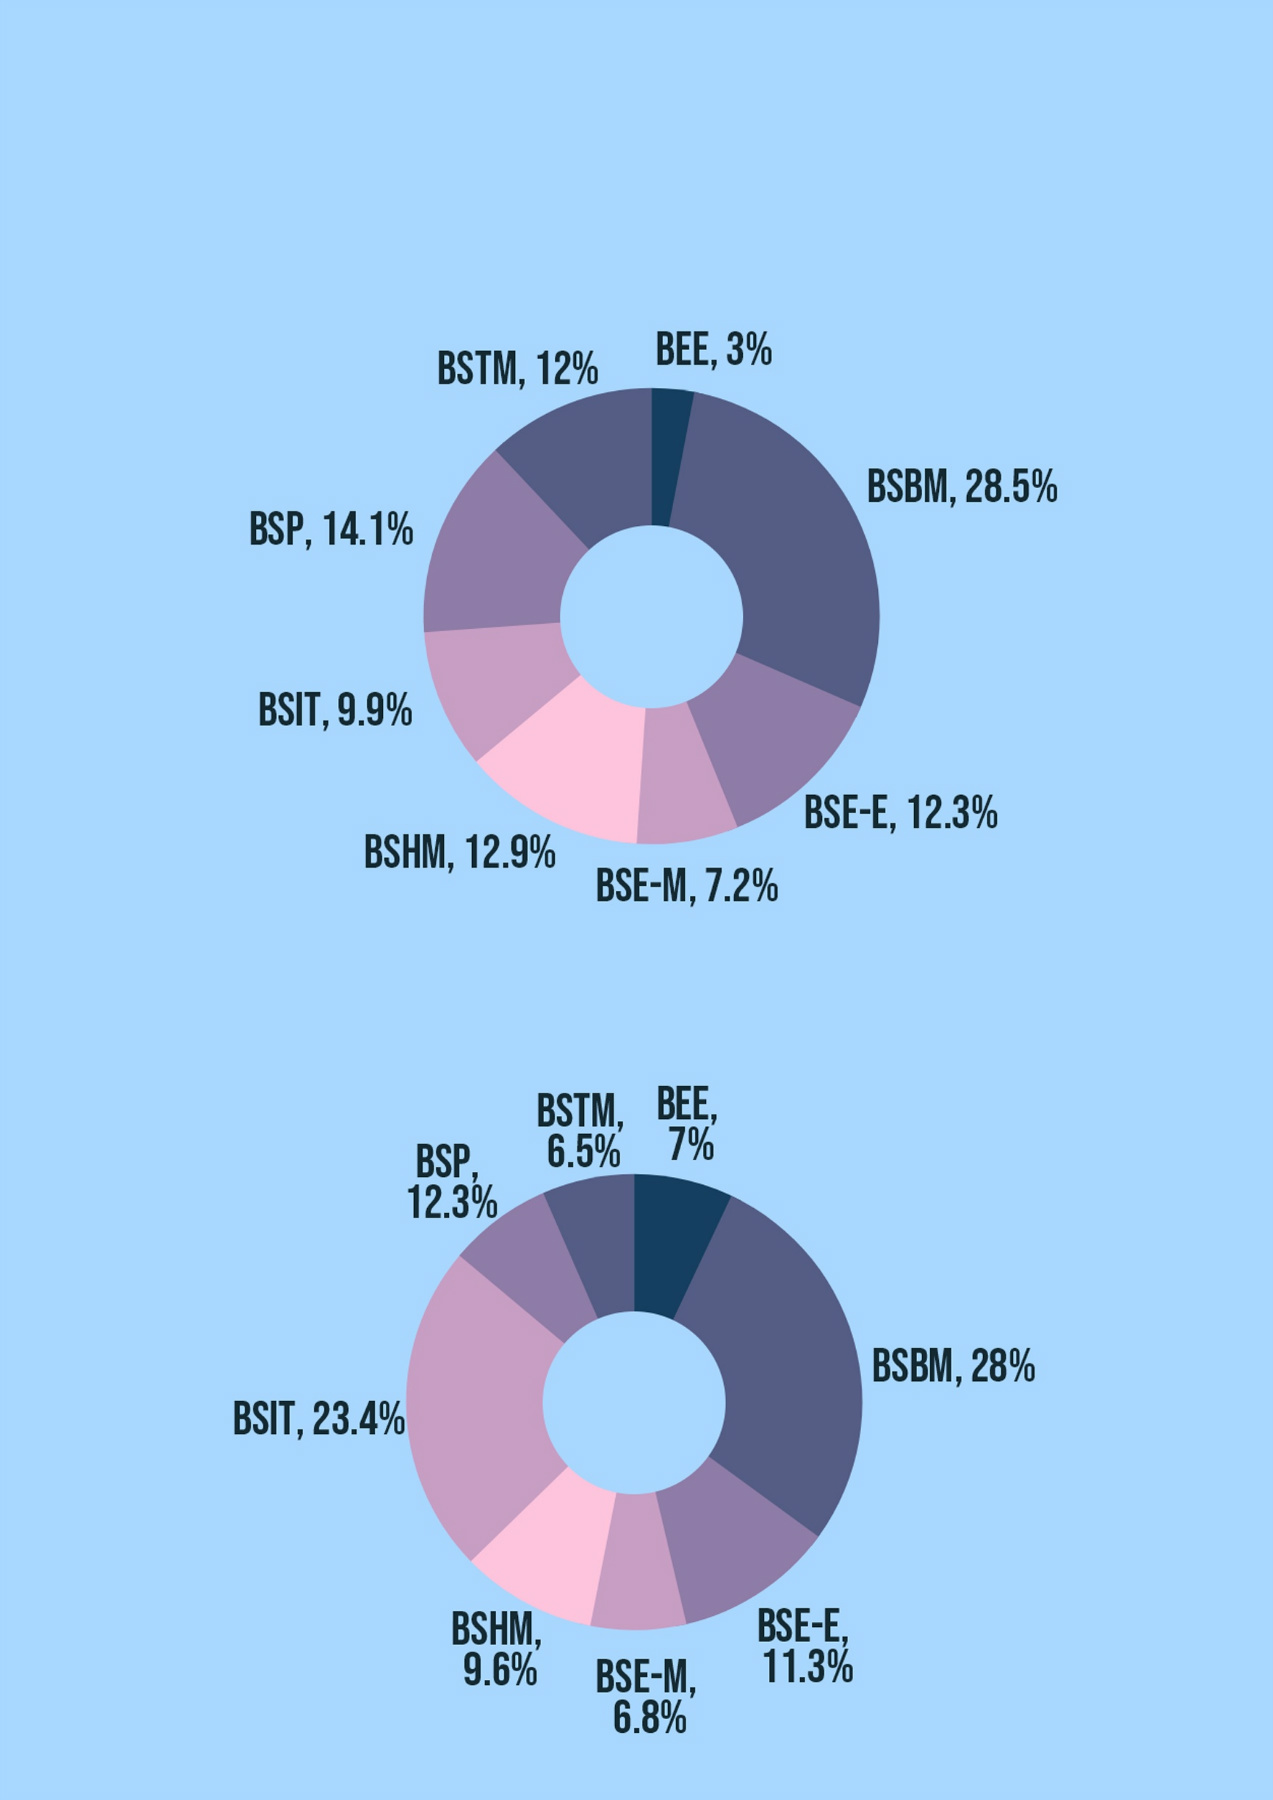 BEE, 3%
BSTM, 12%
BSBM, 28.5%
BSP, 14.1%
BSIT, 9.9%
BSE-E, 12.3%
BSHM, 12.9%
BSE-M, 7.2%
BEE,
7%
BSTM,
6.5%
BSP,
12.3%
BSBM, 28%
BSIT, 23.4%
BSE-E,
11.3%
BSHM,
9.6%
BSE-M,
6.8%